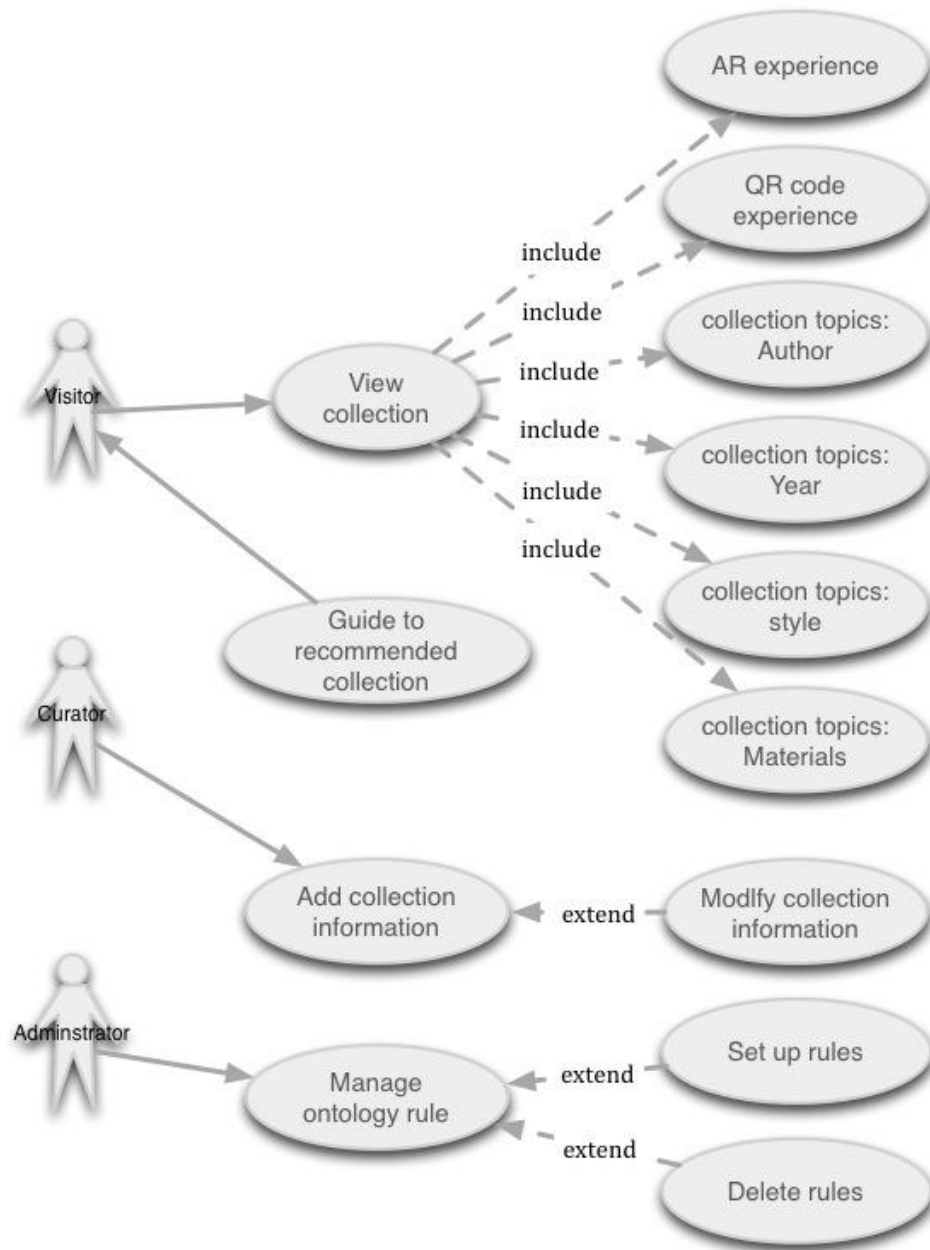 AR experience
QR code
experience
include
include
collection topics:
Author
Visitor
View
collection
include
include
collection topics:
Year
include
include
collection topics:
style
Guide to
recommended
collection
Curator
collection topics:
Materials
Add collection
information
extend
Modlfy collection
information
Adminstrator
Set up rules
Manage
ontology rule
extend
extend
Delete rules